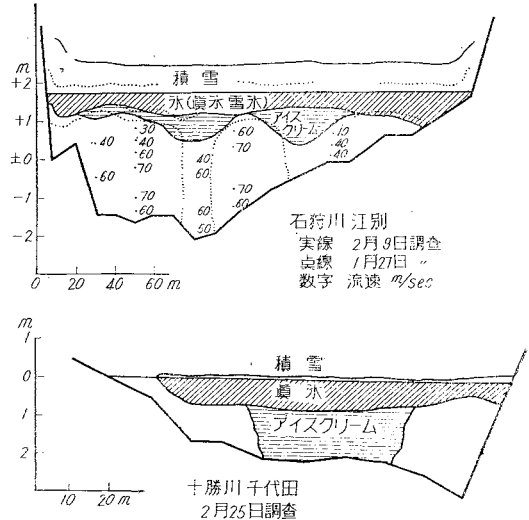 m
+2
+1
±0
-1
-2
0 20 40 60 m
積雪
氷(眞氷雪氷)
アイスクリーム
.40
.60
.30
.40
.60
.70
.70
.60
40
60
60
50
.60
.70
.70
.60
.10
.40
.40
石狩川江別
実線 2月9日調査
点線 1月27日 〃
数字 流速 m/sec
m
1
0
1
2
10 20 m
積雪
眞氷
アイスクリーム
十勝川千代田
2月25日調査